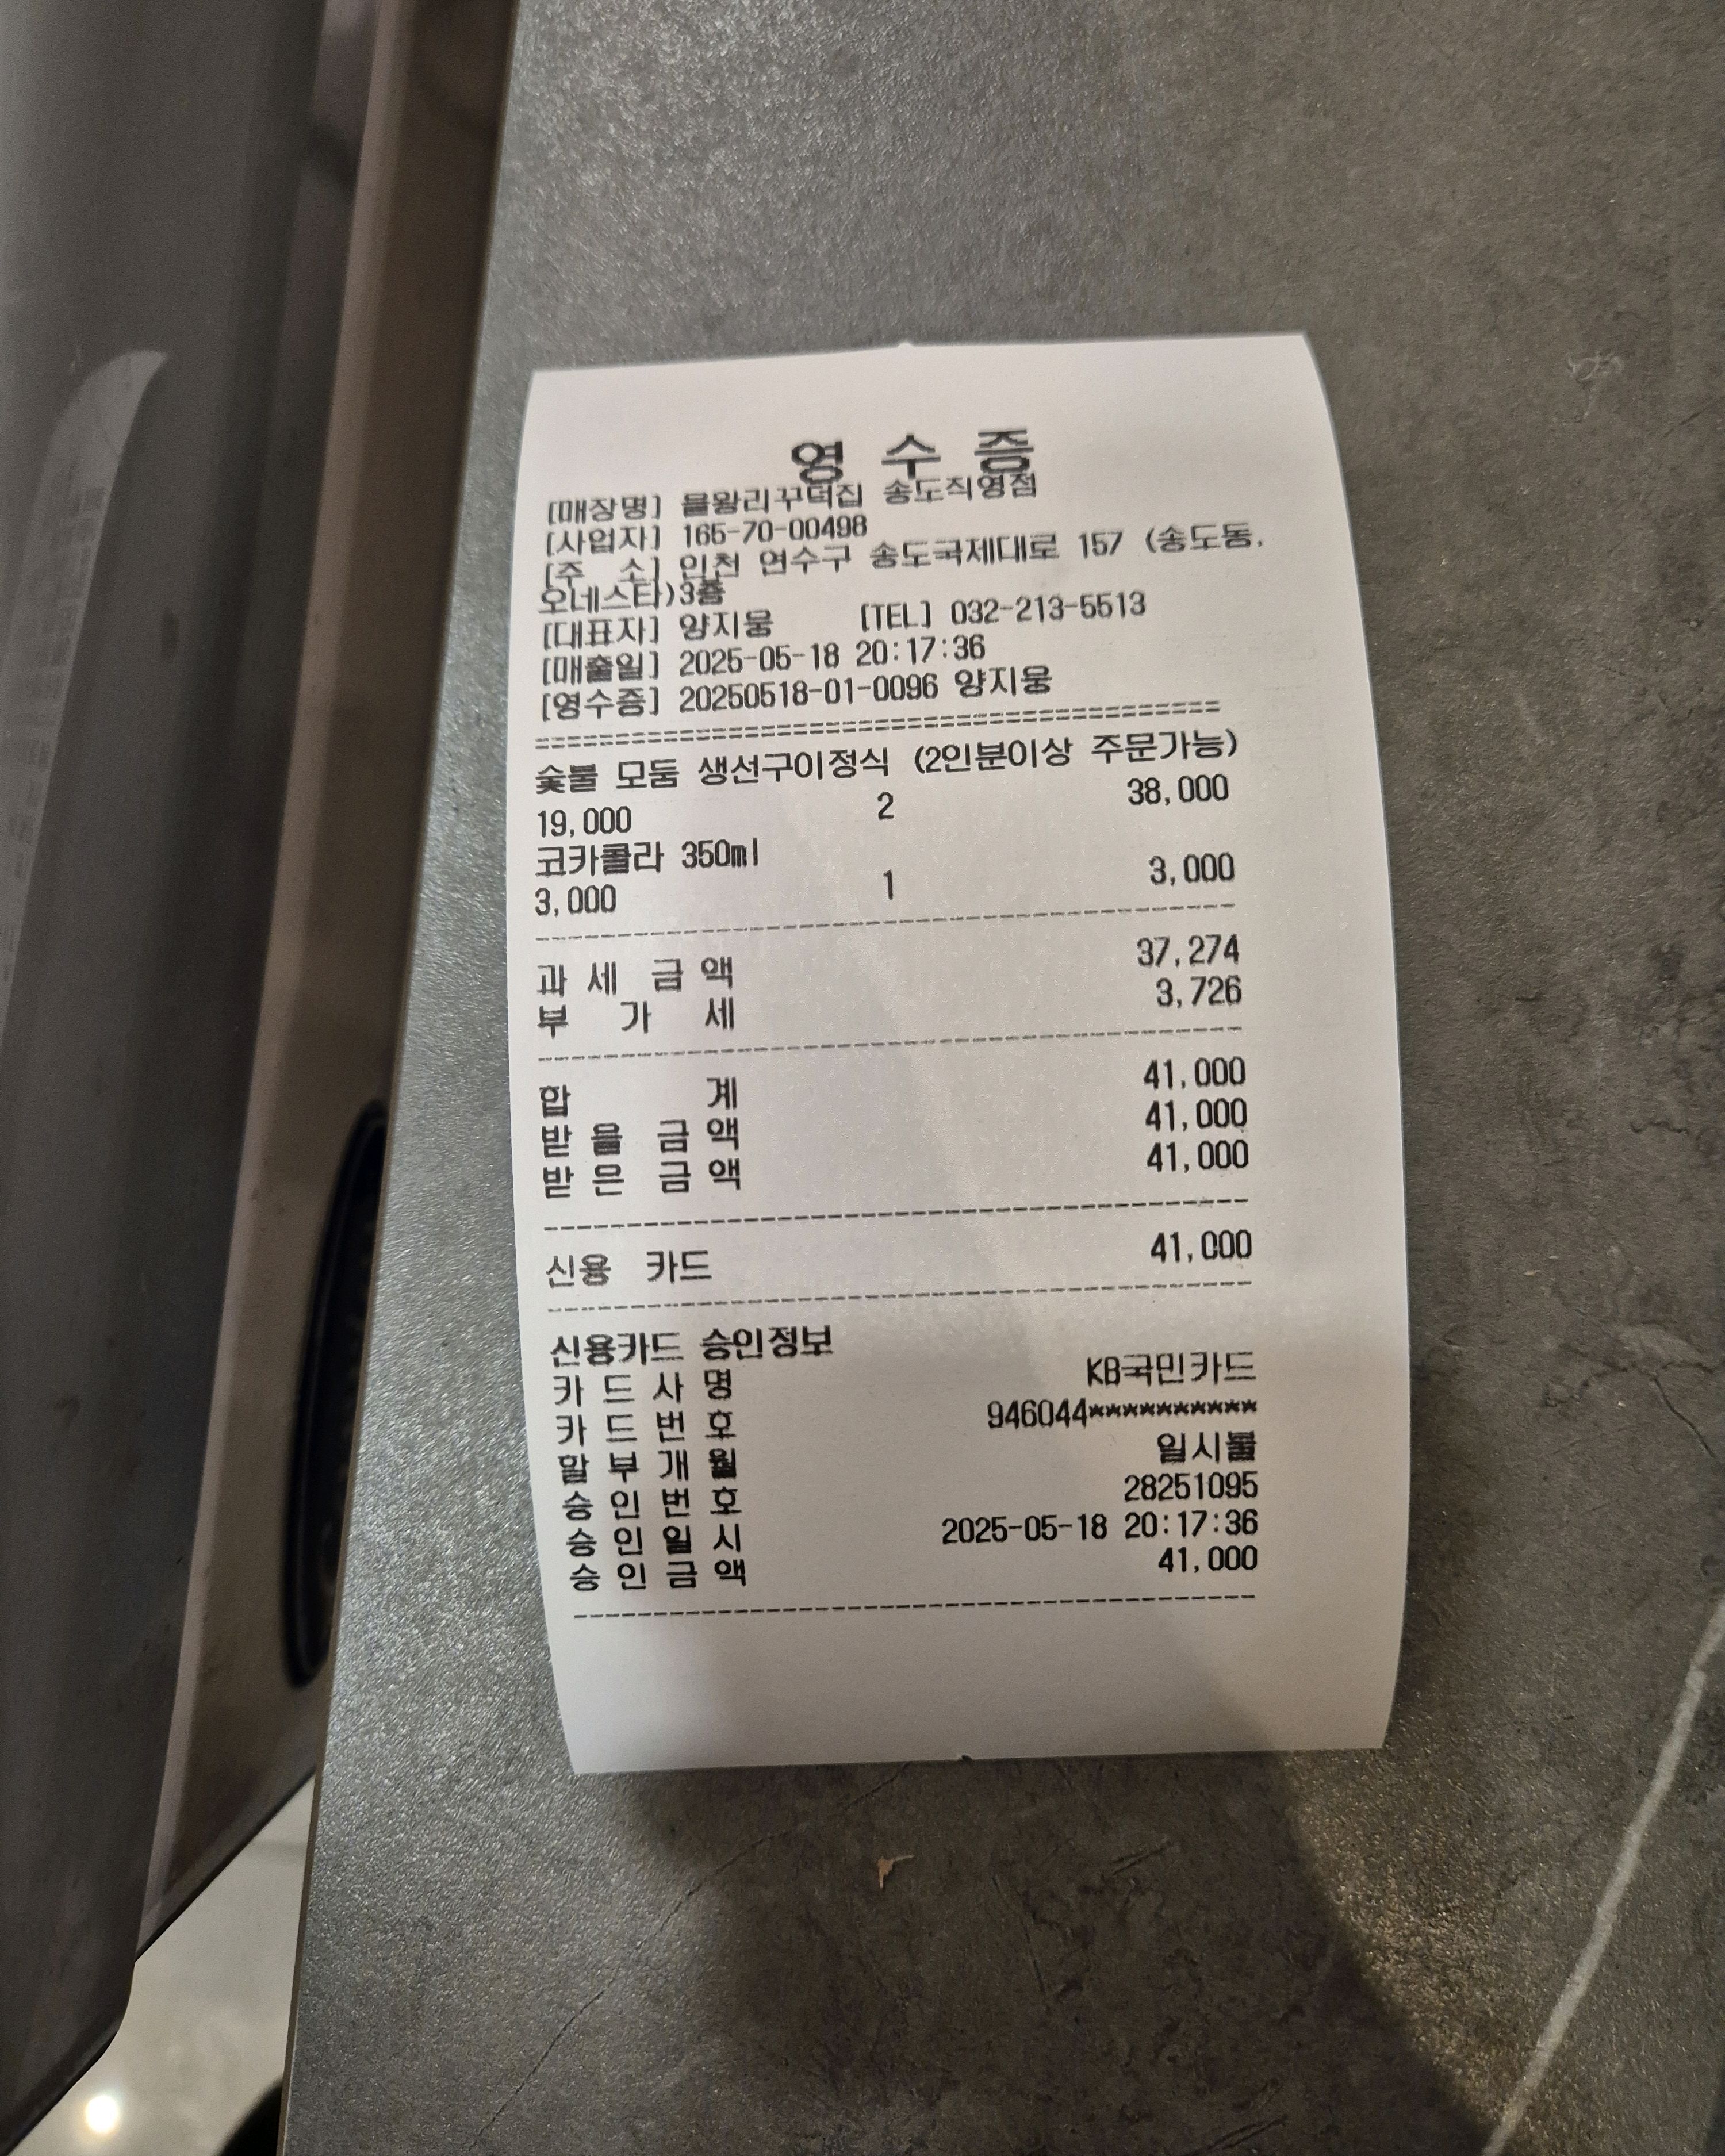 영 수 증
[매장명] 을왕리꾸덕집 송도직영점
[사업자] 165-70-00498
[주 소] 인천 연수구 송도국제대로 157 (송도동,
오네스타)3층
[대표자] 양지웅 [TEL] 032-213-5513
[매출일] 2025-05-18 20:17:36
[영수증] 20250518-01-0096 양지웅
===========================================
숯불 모둠 생선구이정식 (2인분이상 주문가능)
19,000 2 38,000
코카콜라 350ml
3,000 1 3,000
-------------------------------------------
과 세 금 액 37,274
부 가 세 3,726
-------------------------------------------
합 계 41,000
받 을 금 액 41,000
받 은 금 액 41,000
-------------------------------------------
신용 카드 41,000
-------------------------------------------
신용카드 승인정보
카 드 사 명 KB국민카드
카 드 번 호 946044**********
할 부 개 월 일시불
승 인 번 호 28251095
승 인 일 시 2025-05-18 20:17:36
승 인 금 액 41,000
-------------------------------------------